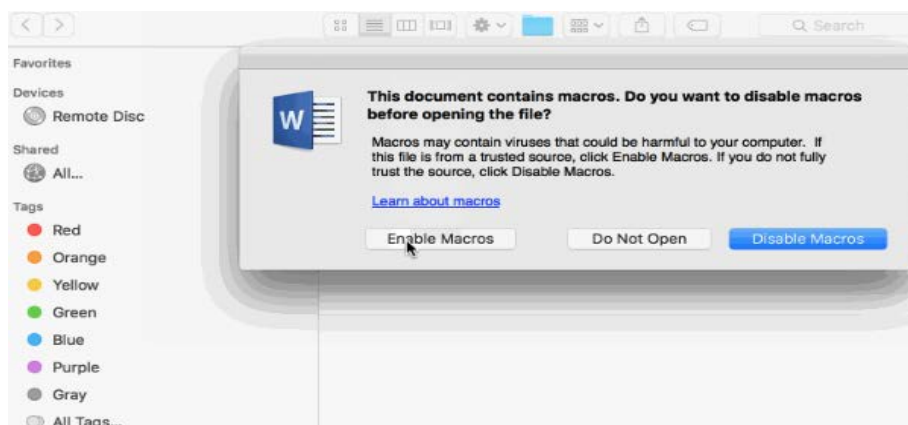 Search
Favorites
Devices
Remote Disc
Shared
All...
Tags
Red
Orange
Yellow
Green
Blue
Purple
Gray
All Tags...
W
This document contains macros. Do you want to disable macros
before opening the file?
Macros may contain viruses that could be harmful to your computer. If
this file is from a trusted source, click Enable Macros. If you do not fully
trust the source, click Disable Macros.
Learn about macros
Enable Macros
Do Not Open
Disable Macros